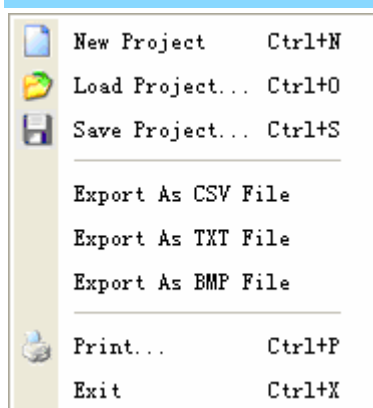 New Project Ctrl+N
Load Project... Ctrl+O
Save Project... Ctrl+S
Export As CSV File
Export As TXT File
Export As BMP File
Print... Ctrl+P
Exit Ctrl+X